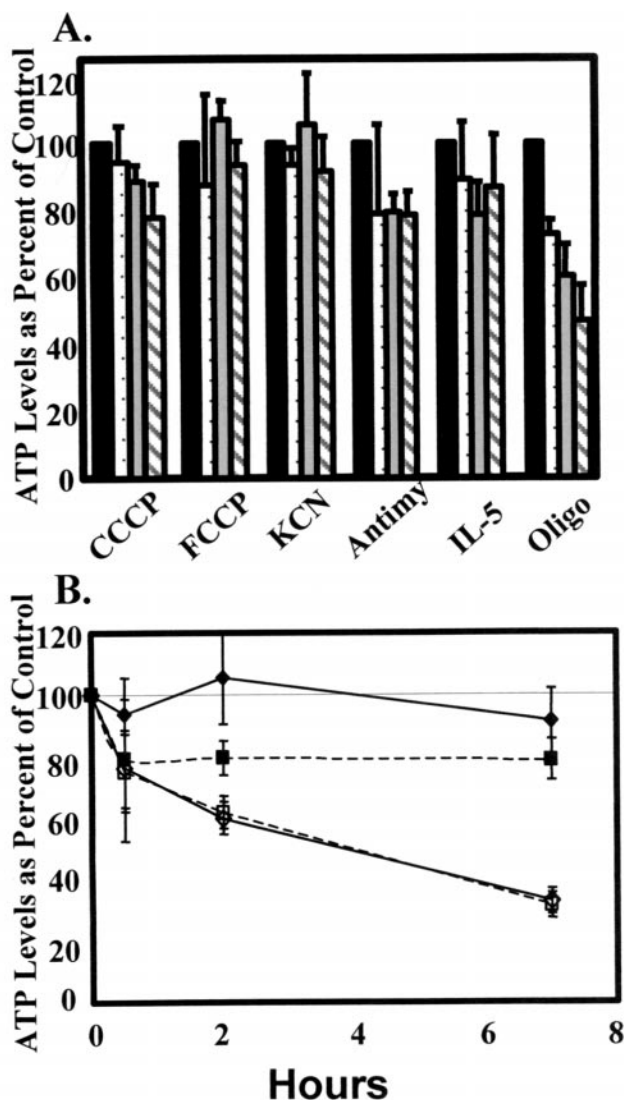 A.
ATP Levels as Percent of Control
120
100
80
60
40
20
0
CCCP FCCP KCN Antimy IL-5 Oligo
B.
ATP Levels as Percent of Control
120
100
80
60
40
20
0
0 2 4 6 8
Hours